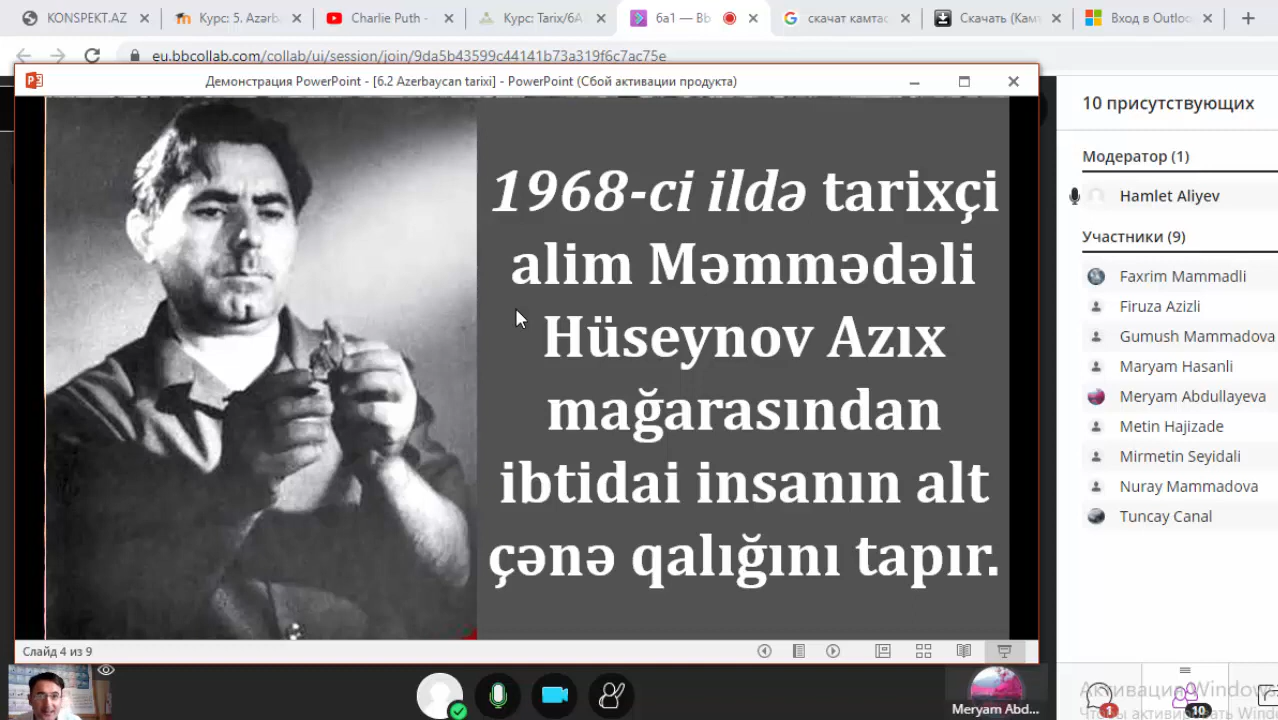 KONSPEKT.AZ
Курс: 5. Azərb
Charlie Puth -
Курс: Tarix/6A
6a1 — Bb
скачат камтас
Скачать (Кам
Вход в Outlo
eu.bbcollab.com/collab/ui/session/join/9da5b43599c44141b73a319f6c7ac75e
Демонстрация PowerPoint - [6.2 Azerbaycan tarixi] - PowerPoint (Сбой активации продукта)
1968-ci ildə tarixçi
alim Məmmədəli
Hüseynov Azıx
mağarasından
ibtidai insanın alt
çənə qalığını tapır.
Слайд 4 из 9
10 присутствующих
Модератор (1)
Hamlet Aliyev
Участники (9)
Faxrim Mammadli
Firuza Azizli
Gumush Mammadova
Maryam Hasanli
Meryam Abdullayeva
Metin Hajizade
Mirmetin Seyidali
Nuray Mammadova
Tuncay Canal
Meryam Abd...
1
10
Активация Windows
Чтобы активировать Window